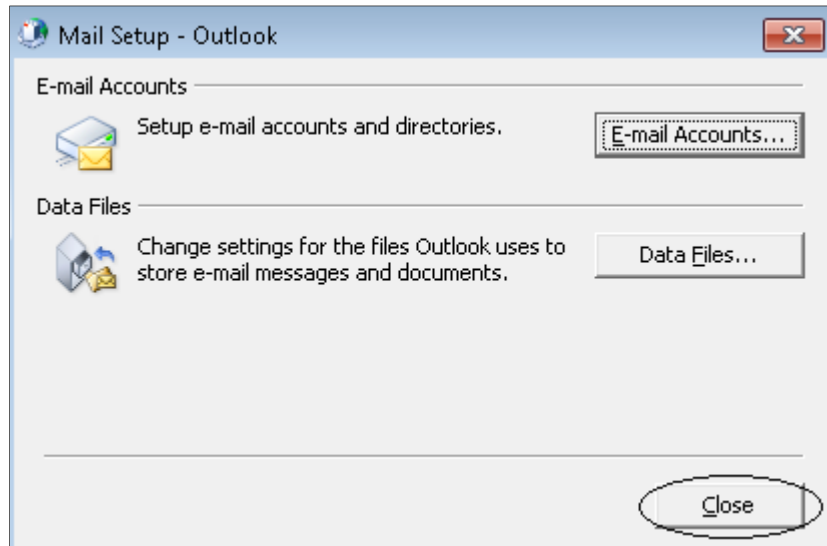 Mail Setup - Outlook
E-mail Accounts
Setup e-mail accounts and directories.
E-mail Accounts...
Data Files
Change settings for the files Outlook uses to
store e-mail messages and documents.
Data Files...
Close